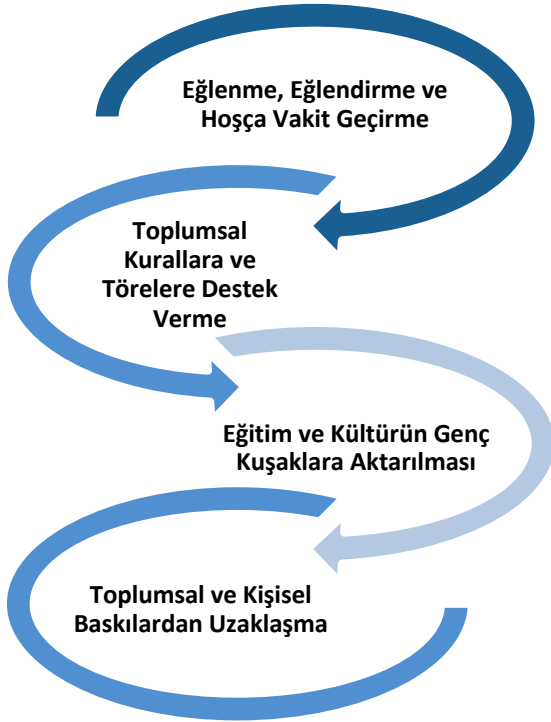 Eğlenme, Eğlendirme ve
Hoşça Vakit Geçirme
Toplumsal
Kurallara ve
Törelere Destek
Verme
Eğitim ve Kültürün Genç
Kuşaklara Aktarılması
Toplumsal ve Kişisel
Baskılardan Uzaklaşma